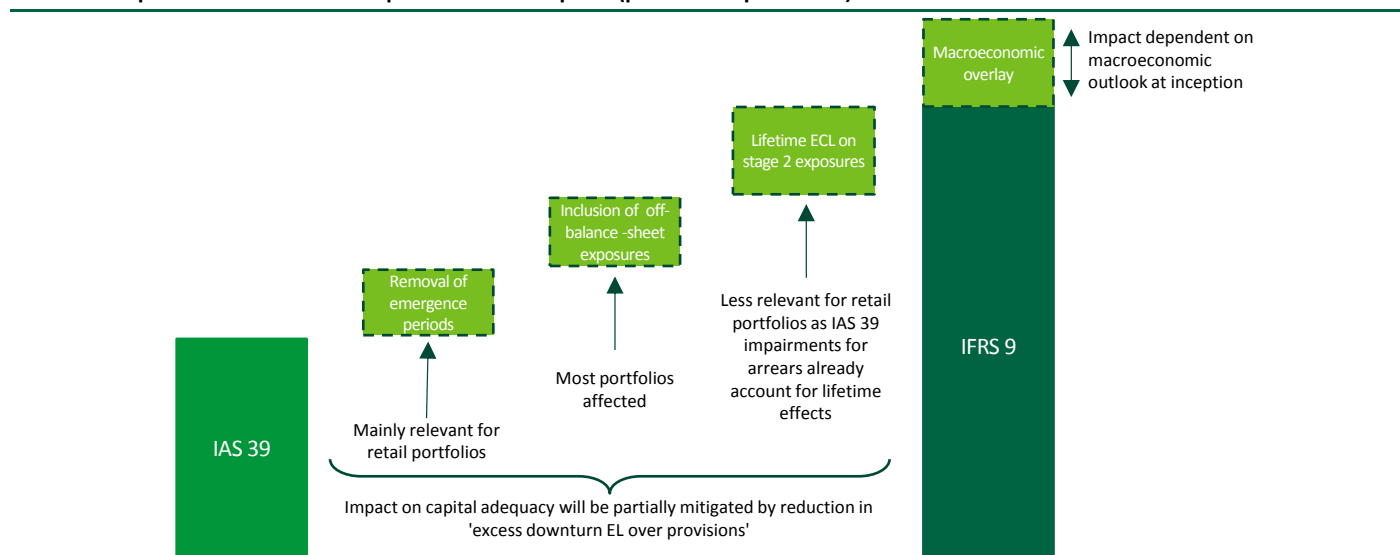 Macroeconomic
overlay
Impact dependent on
macroeconomic
outlook at inception
Lifetime ECL on
stage 2 exposures
Inclusion of off-
balance -sheet
exposures
Removal of
emergence
periods
Less relevant for retail
portfolios as IAS 39
impairments for
arrears already
account for lifetime
effects
Most portfolios
affected
Mainly relevant for
retail portfolios
IAS 39
IFRS 9
Impact on capital adequacy will be partially mitigated by reduction in
'excess downturn EL over provisions'